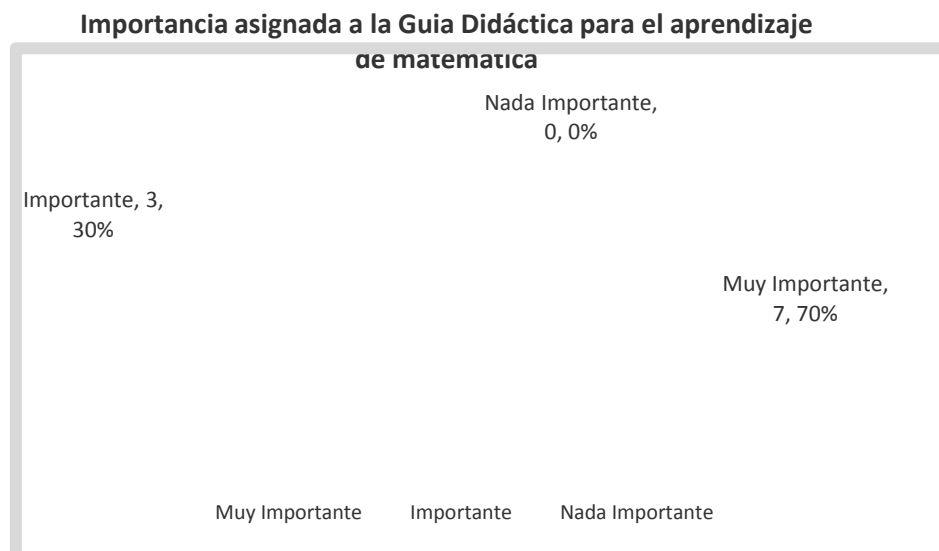 Importancia asignada a la Guia Didáctica para el aprendizaje
de matemática
Nada Importante,
0, 0%
Importante, 3,
30%
Muy Importante,
7, 70%
Muy Importante Importante Nada Importante